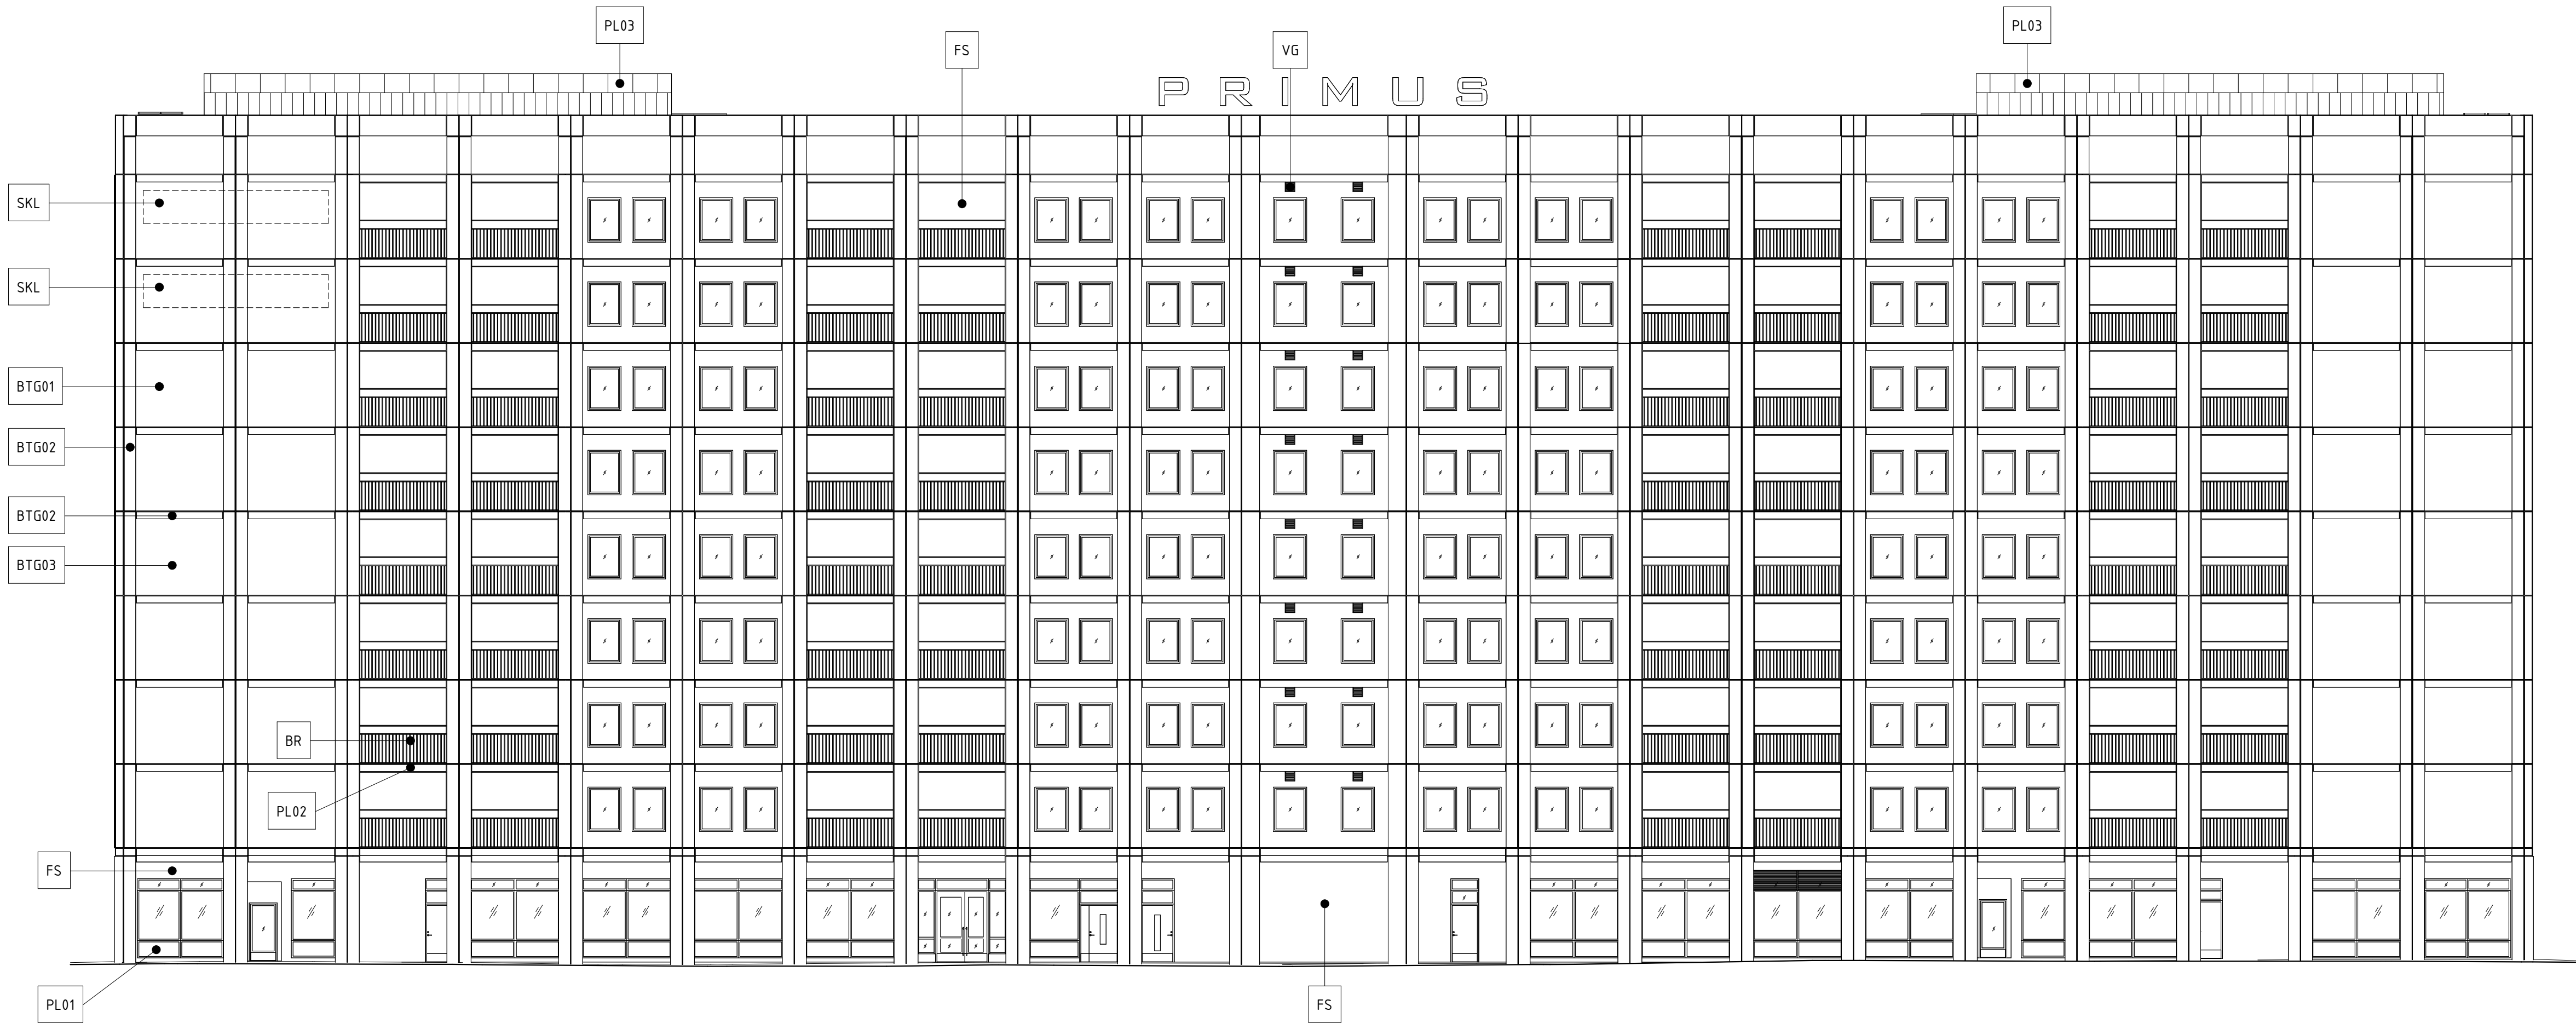 PL03
PL03
FS
VG
PRIMUS
SKL
SKL
BTG01
BTG02
BTG02
BTG03
BR
PL02
FS
PL01
FS